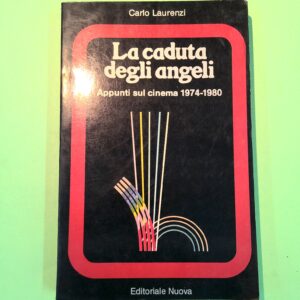 Carlo Laurenzi
La caduta
degli angeli
Appunti sul cinema 1974-1980
Editoriale Nuova